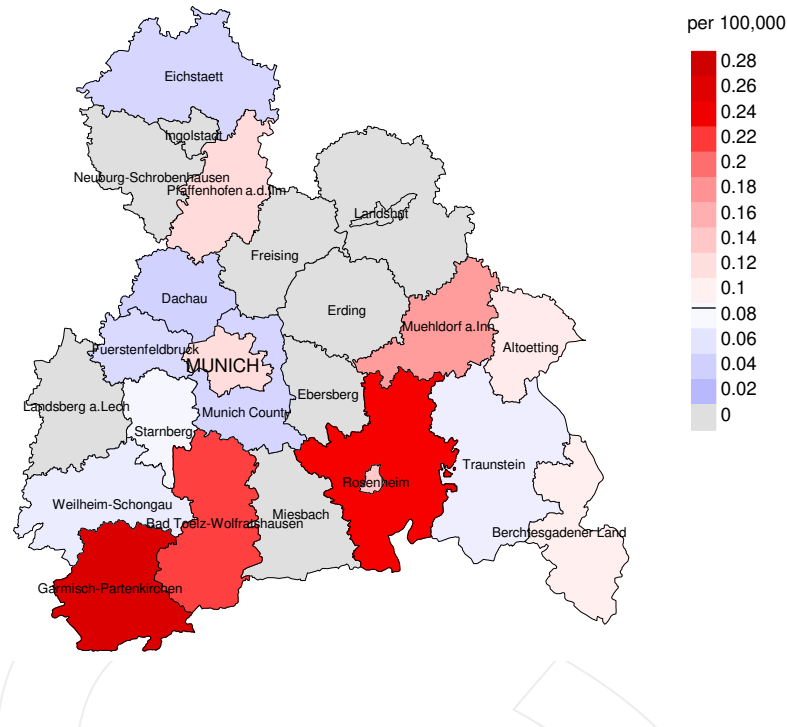 per 100,000
0.28
0.26
0.24
0.22
0.2
0.18
0.16
0.14
0.12
0.1
0.08
0.06
0.04
0.02
0
Eichstaett
Ingolstadt
Neuburg-Schrobenhausen
Pfaffenhofen a.d.Ilm
Landshut
Freising
Dachau
Erding
Muehldorf a.Inn
Altoetting
Fuerstenfeldbruck
MUNICH
Ebersberg
Landsberg a.Lech
Munich County
Starnberg
Traunstein
Rosenheim
Weilheim-Schongau
Miesbach
Bad Toelz-Wolfratshausen
Berchtesgadener Land
Garmisch-Partenkirchen